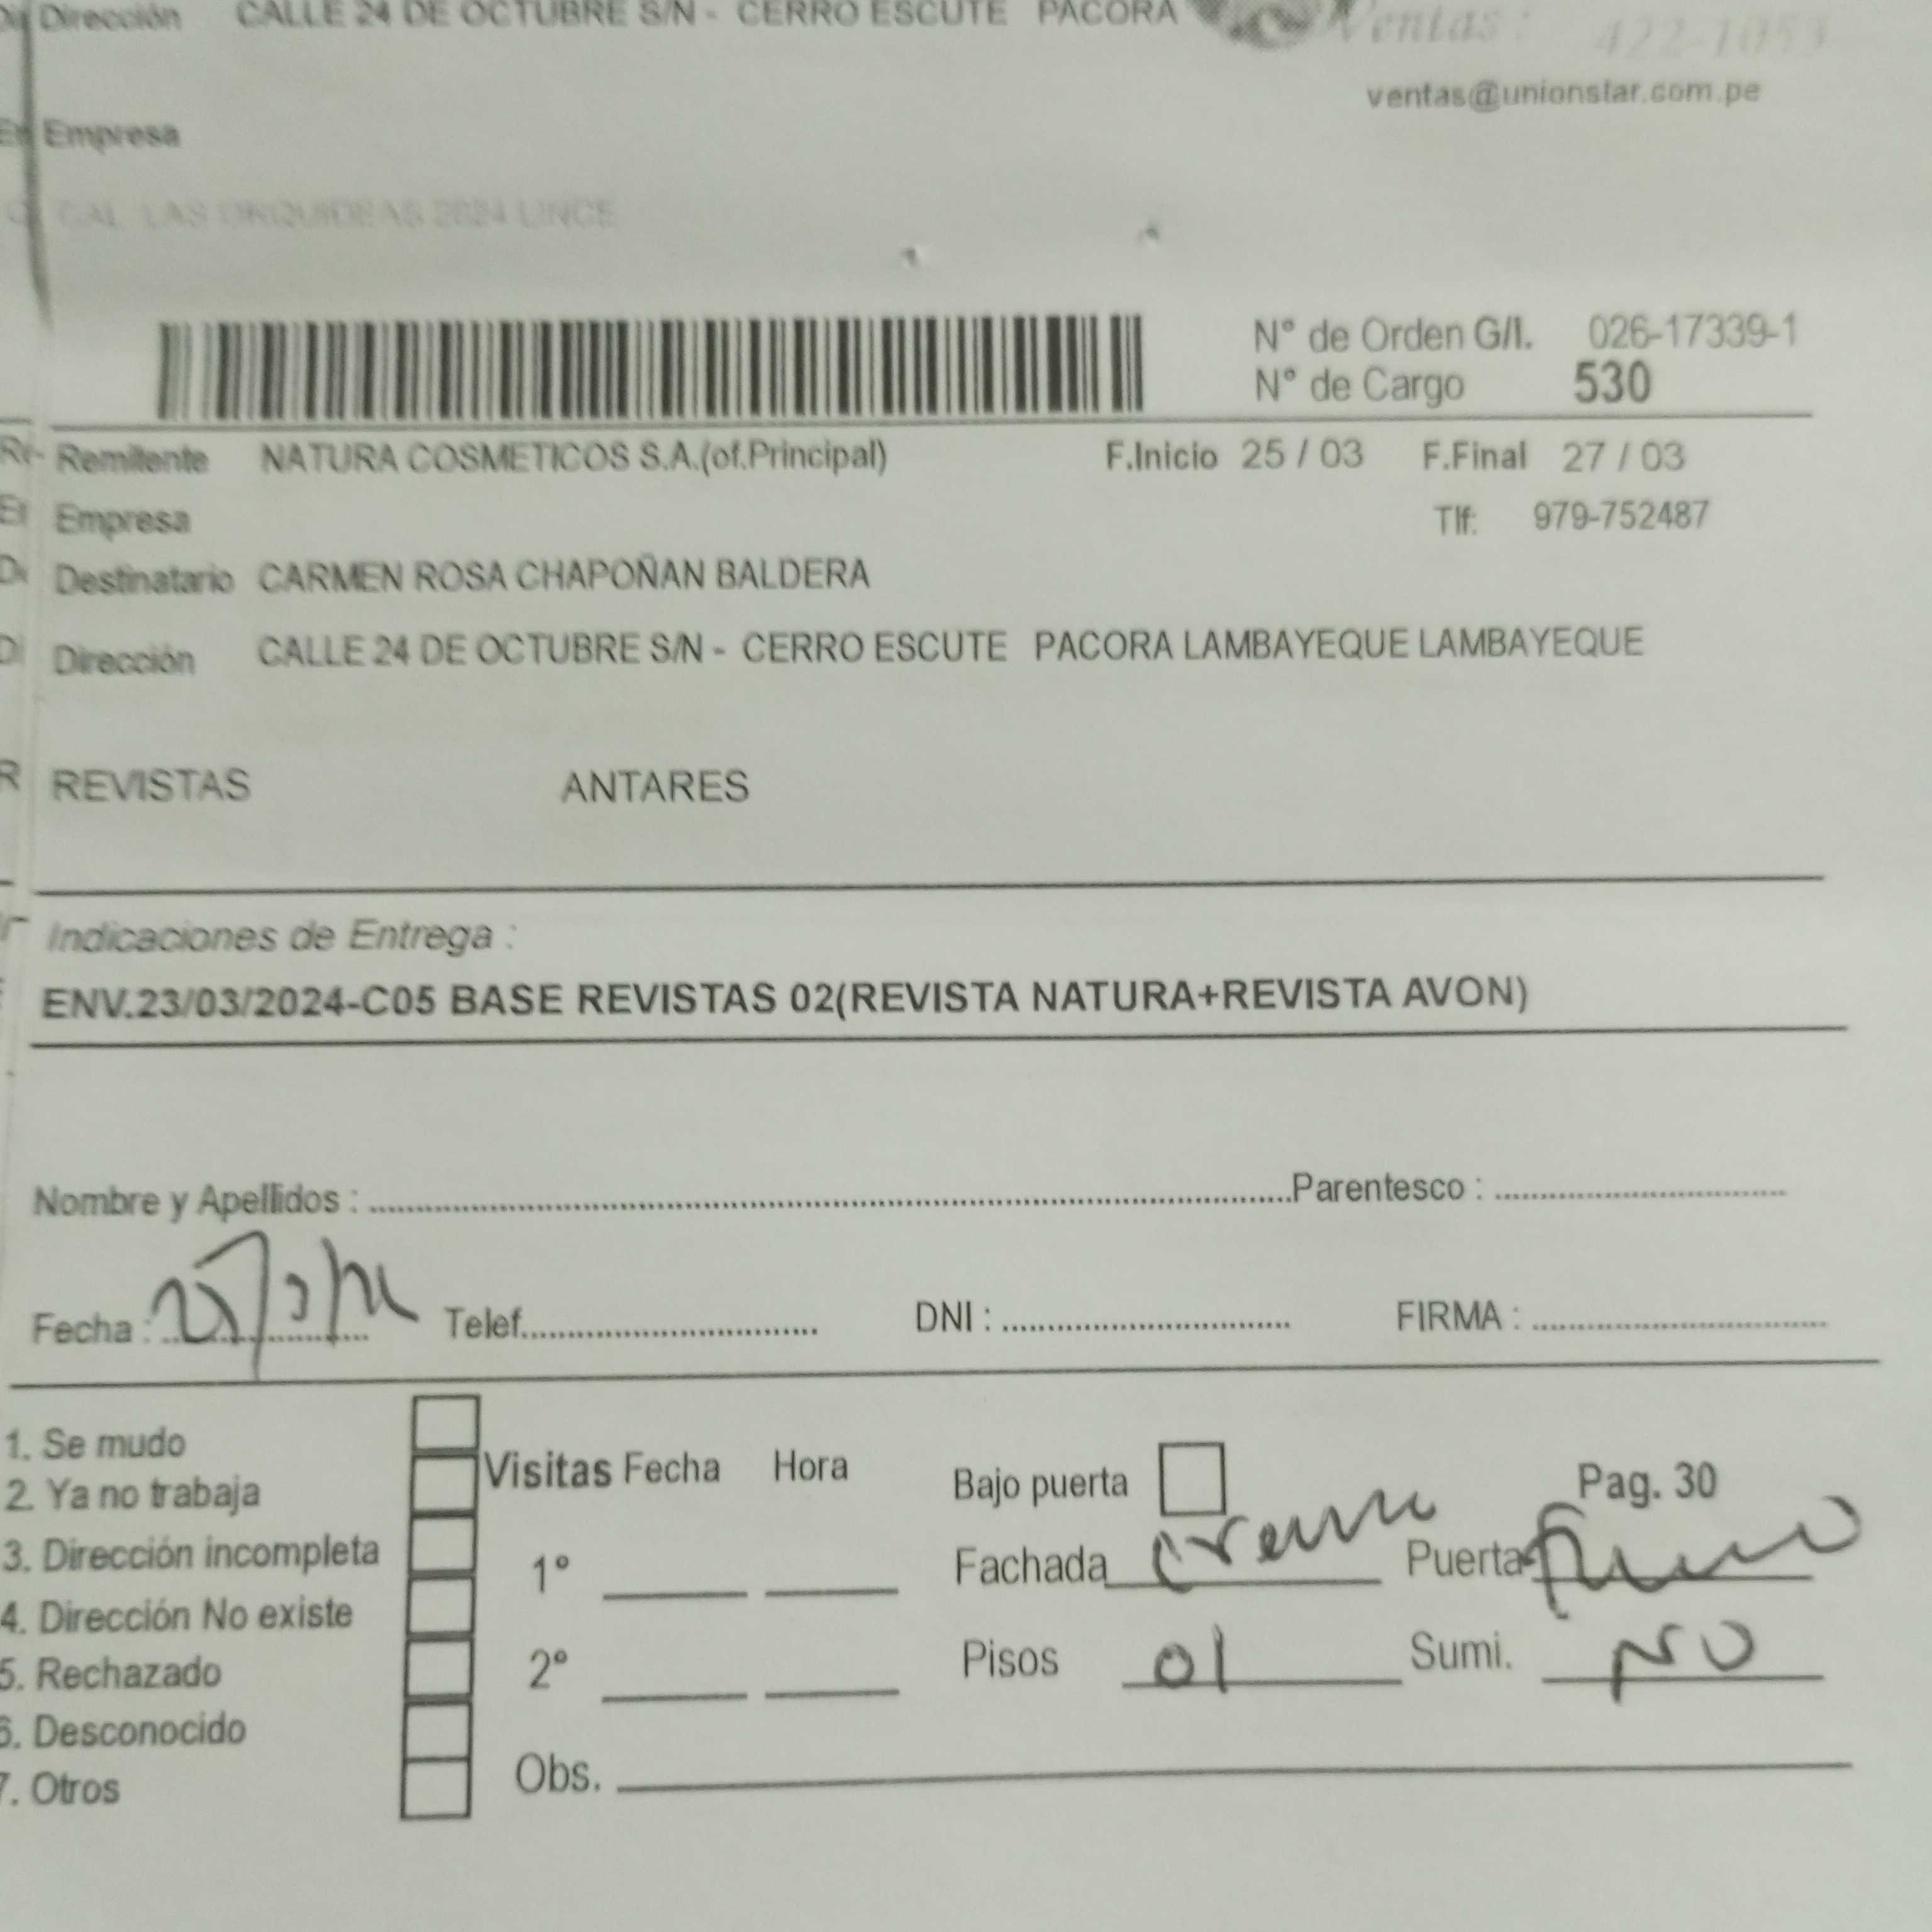 Dirección CALLE 24 DE OCTUBRE S/N - CERRO ESCUTE PACORA
Ventas: 422-1053
ventas@unionstar.com.pe
Empresa
CAL. LAS ORQUIDEAS 2624 LINCE
N° de Orden G/I. 026-17339-1
N° de Cargo 530
Remitente NATURA COSMETICOS S.A.(of.Principal) F.Inicio 25 / 03 F.Final 27 / 03
Empresa Tlf: 979-752487
Destinatario CARMEN ROSA CHAPOÑAN BALDERA
Dirección CALLE 24 DE OCTUBRE S/N - CERRO ESCUTE PACORA LAMBAYEQUE LAMBAYEQUE
REVISTAS ANTARES
Indicaciones de Entrega :
ENV.23/03/2024-C05 BASE REVISTAS 02(REVISTA NATURA+REVISTA AVON)
Nombre y Apellidos : Parentesco :
Fecha : Telef. DNI : FIRMA :
1. Se mudo
2. Ya no trabaja
3. Dirección incompleta
4. Dirección No existe
5. Rechazado
6. Desconocido
7. Otros
Visitas Fecha Hora
1°
2°
Bajo puerta Pag. 30
Fachada crema Puerta
Pisos 01 Sumi. NO
Obs.